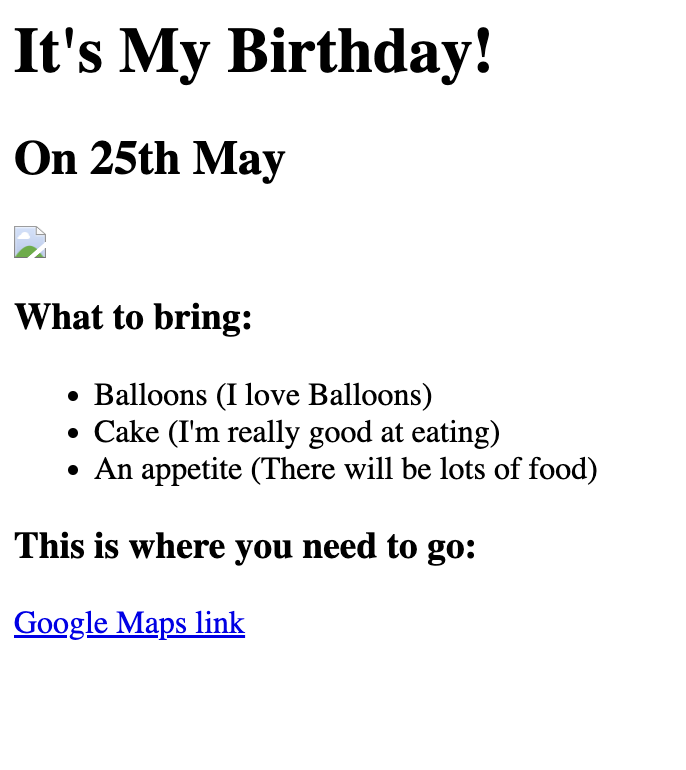 It's My Birthday!
On 25th May
What to bring:
Balloons (I love Balloons)
Cake (I'm really good at eating)
An appetite (There will be lots of food)
This is where you need to go:
Google Maps link